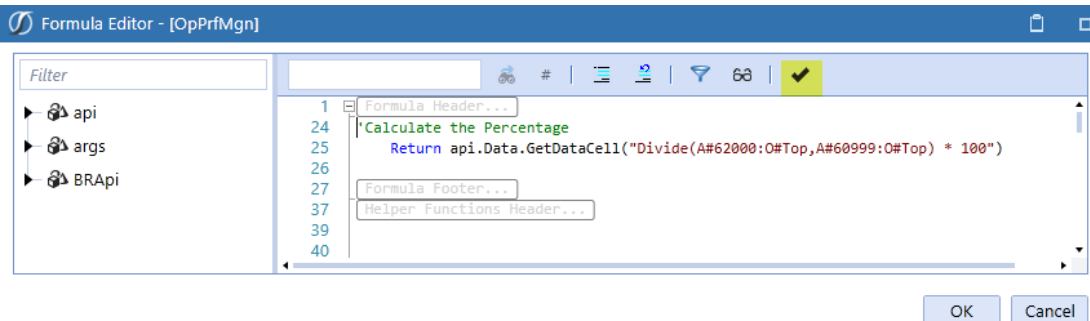 Formula Editor - [OpPrfMgn]
Filter
#
api
args
BRApi
1 Formula Header...
24 'Calculate the Percentage
25 Return api.Data.GetDataCell("Divide(A#62000:O#Top,A#60999:O#Top) * 100")
26
27 Formula Footer...
37 Helper Functions Header...
39
40
OK Cancel